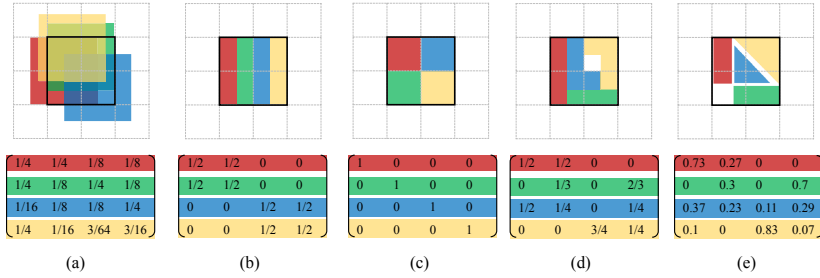 1/4 1/4 1/8 1/8
1/4 1/8 1/4 1/8
1/16 1/8 1/8 1/4
1/4 1/16 3/64 3/16
(a)
1/2 1/2 0 0
1/2 1/2 0 0
0 0 1/2 1/2
0 0 1/2 1/2
(b)
1 0 0 0
0 1 0 0
0 0 1 0
0 0 0 1
(c)
1/2 1/2 0 0
0 1/3 0 2/3
1/2 1/4 0 1/4
0 0 3/4 1/4
(d)
0.73 0.27 0 0
0 0.3 0 0.7
0.37 0.23 0.11 0.29
0.1 0 0.83 0.07
(e)